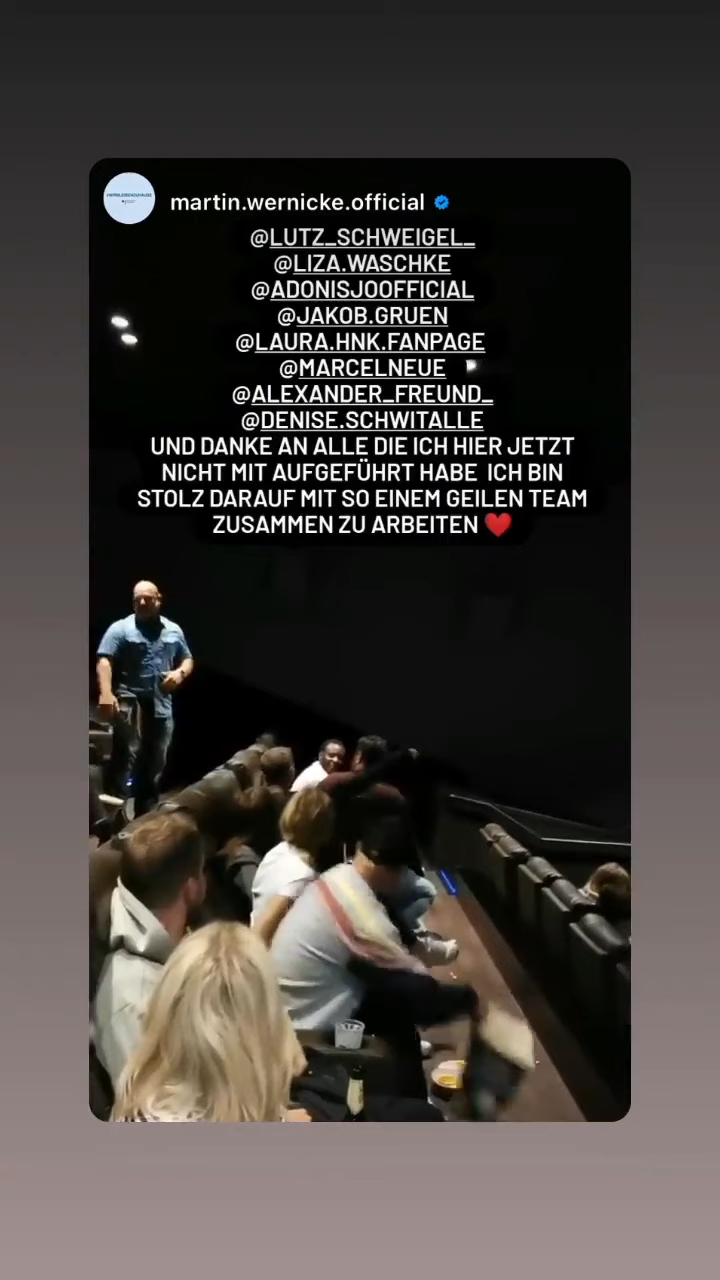 martin.wernicke.official
@LUTZ_SCHWEIGEL_
@LIZA.WASCHKE
@ADONISJOOFFICIAL
@JAKOB.GRUEN
@LAURA.HNK.FANPAGE
@MARCELNEUE
@ALEXANDER_FREUND_
@DENISE.SCHWITALLE
UND DANKE AN ALLE DIE ICH HIER JETZT
NICHT MIT AUFGEFÜHRT HABE ICH BIN
STOLZ DARAUF MIT SO EINEM GEILEN TEAM
ZUSAMMEN ZU ARBEITEN ♥️